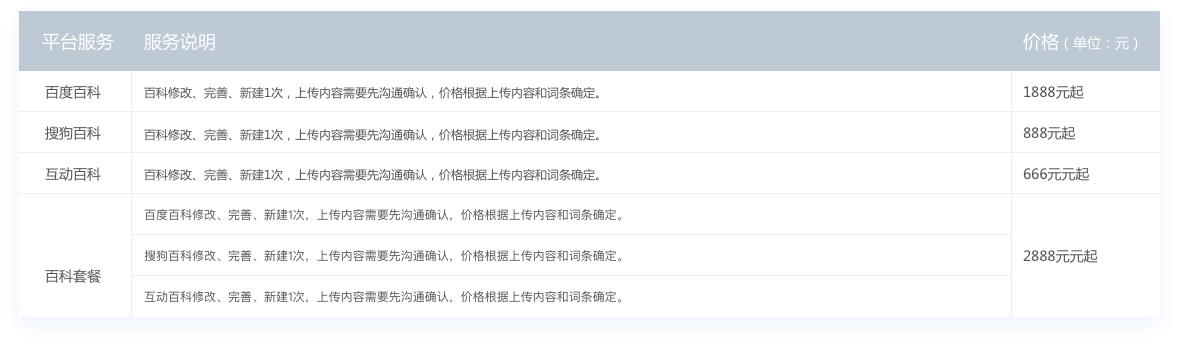 平台服务 服务说明 价格（单位：元）
百度百科 百科修改、完善、新建1次，上传内容需要先沟通确认，价格根据上传内容和词条确定。 1888元起
搜狗百科 百科修改、完善、新建1次，上传内容需要先沟通确认，价格根据上传内容和词条确定。 888元起
互动百科 百科修改、完善、新建1次，上传内容需要先沟通确认，价格根据上传内容和词条确定。 666元元起
百度百科修改、完善、新建1次，上传内容需要先沟通确认，价格根据上传内容和词条确定。
搜狗百科修改、完善、新建1次，上传内容需要先沟通确认，价格根据上传内容和词条确定。 2888元元起
百科套餐
互动百科修改、完善、新建1次，上传内容需要先沟通确认，价格根据上传内容和词条确定。